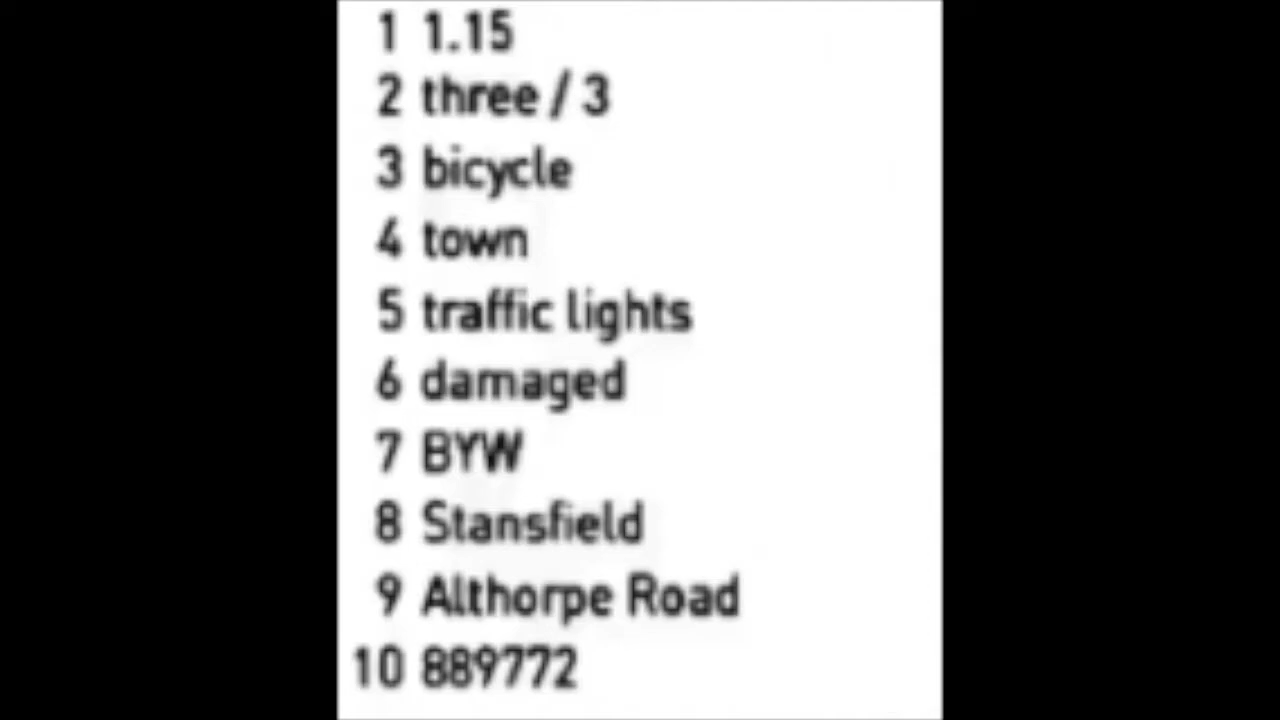 1 1.15
2 three / 3
3 bicycle
4 town
5 traffic lights
6 damaged
7 BYW
8 Stansfield
9 Althorpe Road
10 889772